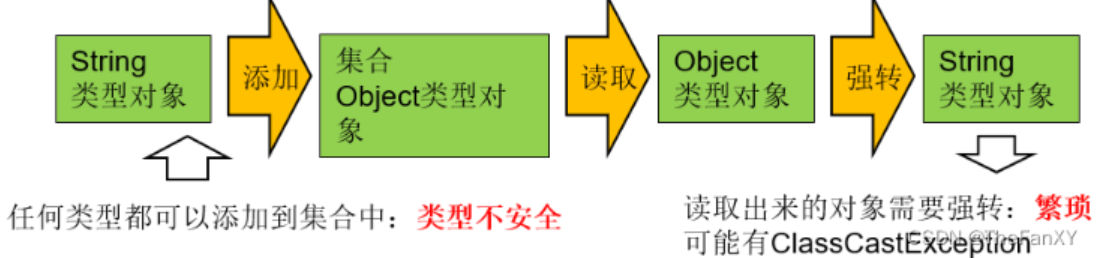 String
类型对象
添加
集合
Object类型对
象
读取
Object
类型对象
强转
String
类型对象
任何类型都可以添加到集合中：类型不安全
读取出来的对象需要强转：繁琐
可能有ClassCastException
CSDN @TheFanXY